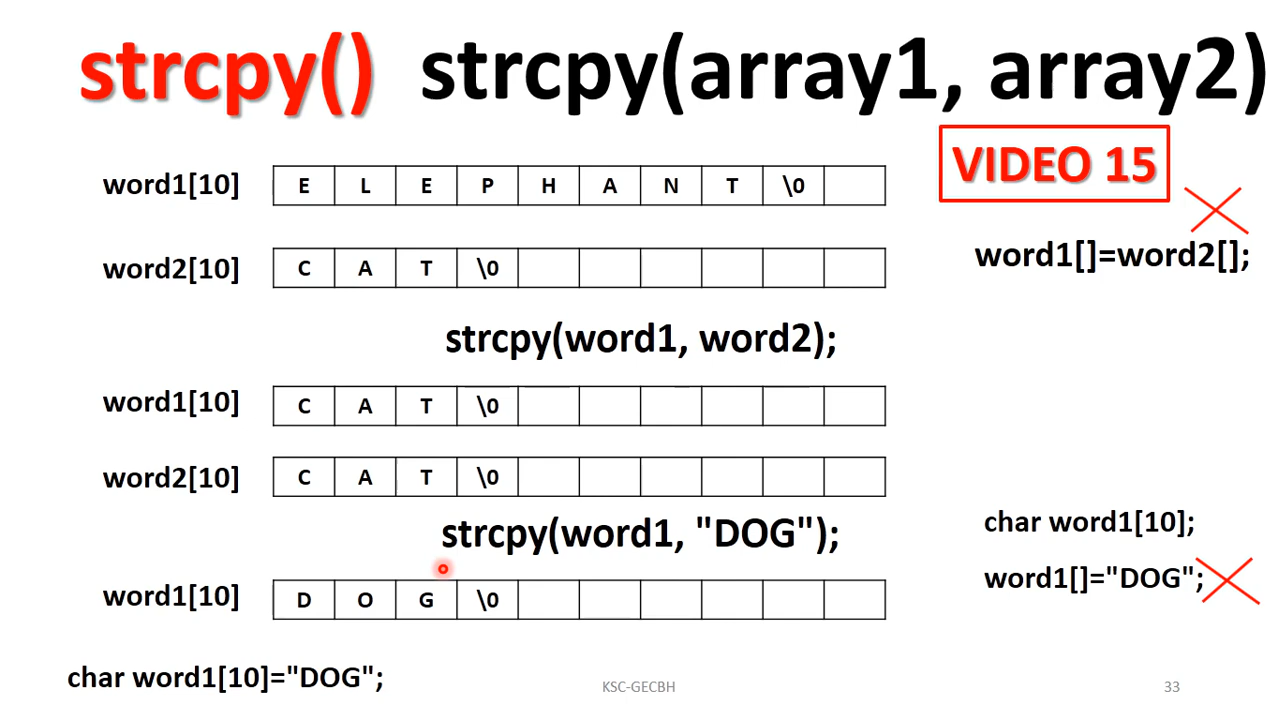 strcpy() strcpy(array1, array2)
VIDEO 15
word1[10] E L E P H A N T \0
word1[]=word2[];
word2[10] C A T \0
strcpy(word1, word2);
word1[10] C A T \0
word2[10] C A T \0
strcpy(word1, "DOG");
char word1[10];
word1[]="DOG";
word1[10] D O G \0
char word1[10]="DOG";
KSC-GECBH
33